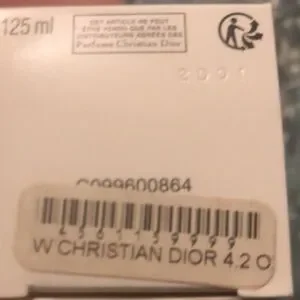 125 ml
CET ARTICLE NE PEUT
ÊTRE VENDU QUE PAR LES
DISTRIBUTEURS AGRÉÉS DES
Parfums Christian Dior
2001
C099600864
4561139999
W CHRISTIAN DIOR 4.2 O